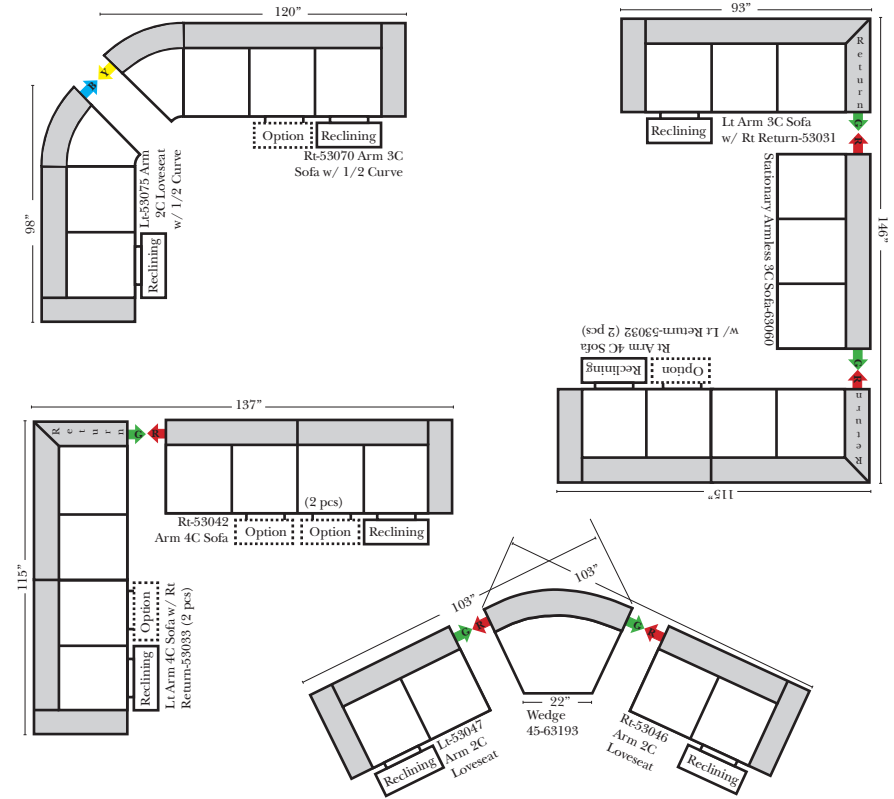 120”
B Y
Option
Reclining
Rt-53070 Arm 3C
Sofa w/ 1/2 Curve
98”
Lt-53075 Arm
2C Loveseat
w/ 1/2 Curve
Reclining
93”
Return
Reclining
Lt Arm 3C Sofa
w/ Rt Return-53031
G
R
Stationary Armless 3C Sofa-63060
146”
G
R
Rt Arm 4C Sofa
w/ Lt Return-53032 (2 pcs)
Reclining
Option
Return
115”
137”
Return
G R
(2 pcs)
Rt-53042
Arm 4C Sofa
Option
Option
Reclining
115”
Option
Reclining
Lt Arm 4C Sofa w/ Rt
Return-53033 (2 pcs)
103”
103”
G R
G R
22”
Wedge
45-63193
Lt-53047
Arm 2C
Loveseat
Reclining
Rt-53046
Arm 2C
Loveseat
Reclining